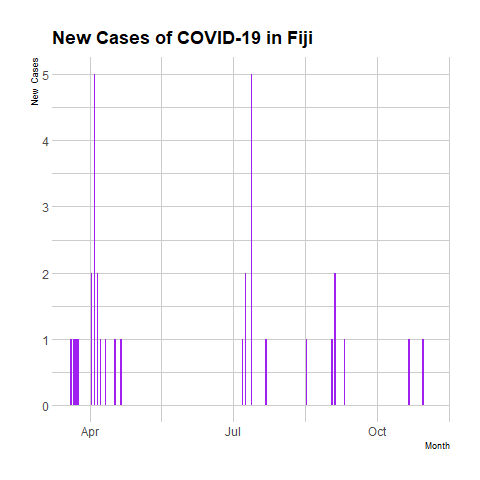 New Cases of COVID-19 in Fiji
New Cases
5
4
3
2
1
0
Apr
Jul
Oct
Month